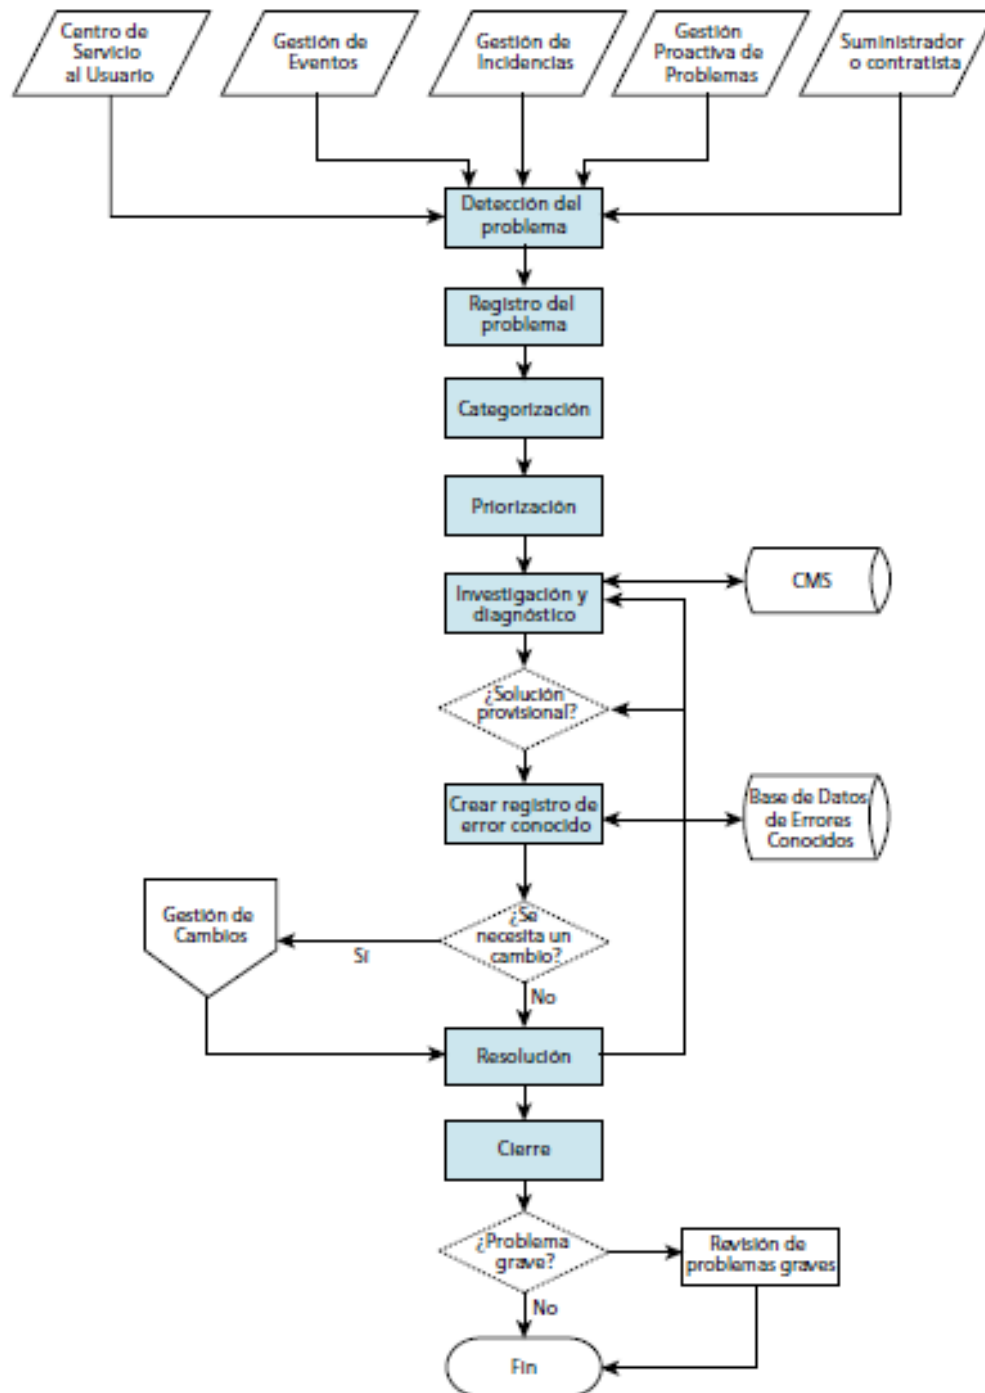 Centro de
Servicio
al Usuario
Gestión de
Eventos
Gestión de
Incidencias
Gestión
Proactiva de
Problemas
Suministrador
o contratista
Detección del
problema
Registro del
problema
Categorización
Priorización
Investigación y
diagnóstico
CMS
¿Solución
provisional?
Crear registro de
error conocido
Base de Datos
de Errores
Conocidos
Gestión de
Cambios
¿Se
necesita un
cambio?
Sí
No
Resolución
Cierre
¿Problema
grave?
Revisión de
problemas graves
No
Fin